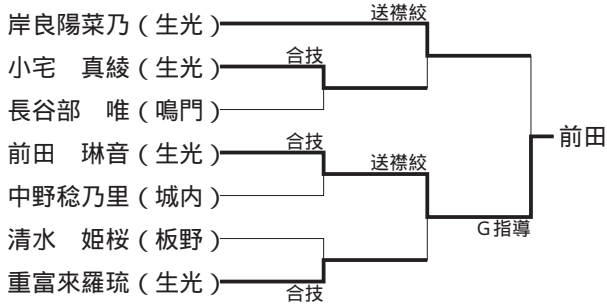 送襟絞
岸良陽菜乃（生光）
合技
小宅　真綾（生光）
長谷部　唯（鳴門）
前田
合技
前田　琳音（生光）
送襟絞
中野稔乃里（城内）
G指導
清水　姫桜（板野）
重富來羅琉（生光）
合技